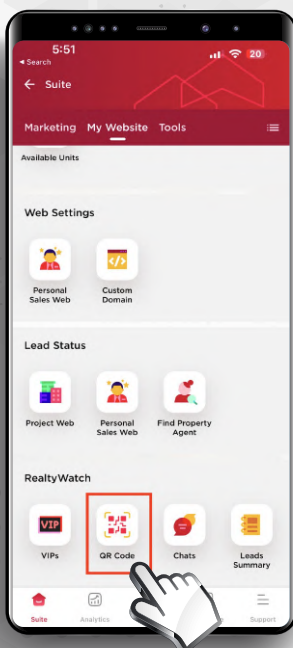 5:51
20
◂ Search
← Suite
Marketing My Website Tools
Available Units
Web Settings
Personal
Sales Web
Custom
Domain
Lead Status
Project Web
Personal
Sales Web
Find Property
Agent
RealtyWatch
VIP
VIPs
QR Code
Chats
Leads
Summary
Suite
Analytics
Support